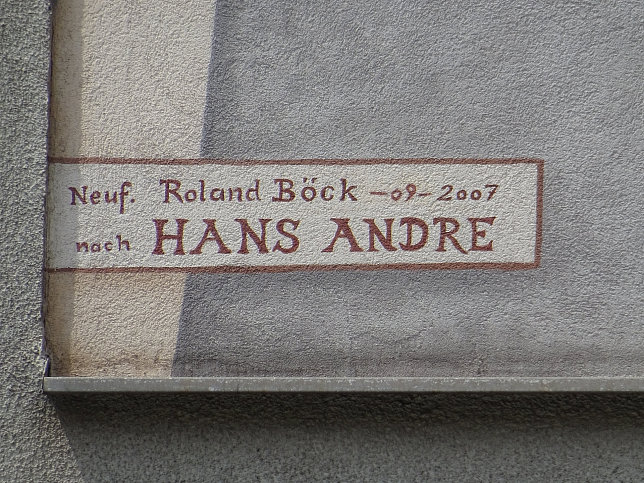 Neuf. Roland Böck -09- 2007
nach HANS ANDRE